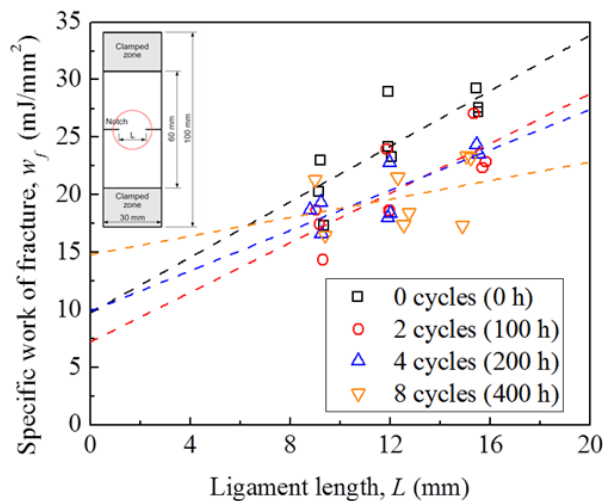 35
30
25
20
15
10
5
0
Specific work of fracture, w_f (mJ/mm²)
Clamped
zone
Notch
L
60 mm
100 mm
Clamped
zone
30 mm
0 cycles (0 h)
2 cycles (100 h)
4 cycles (200 h)
8 cycles (400 h)
0 4 8 12 16 20
Ligament length, L (mm)